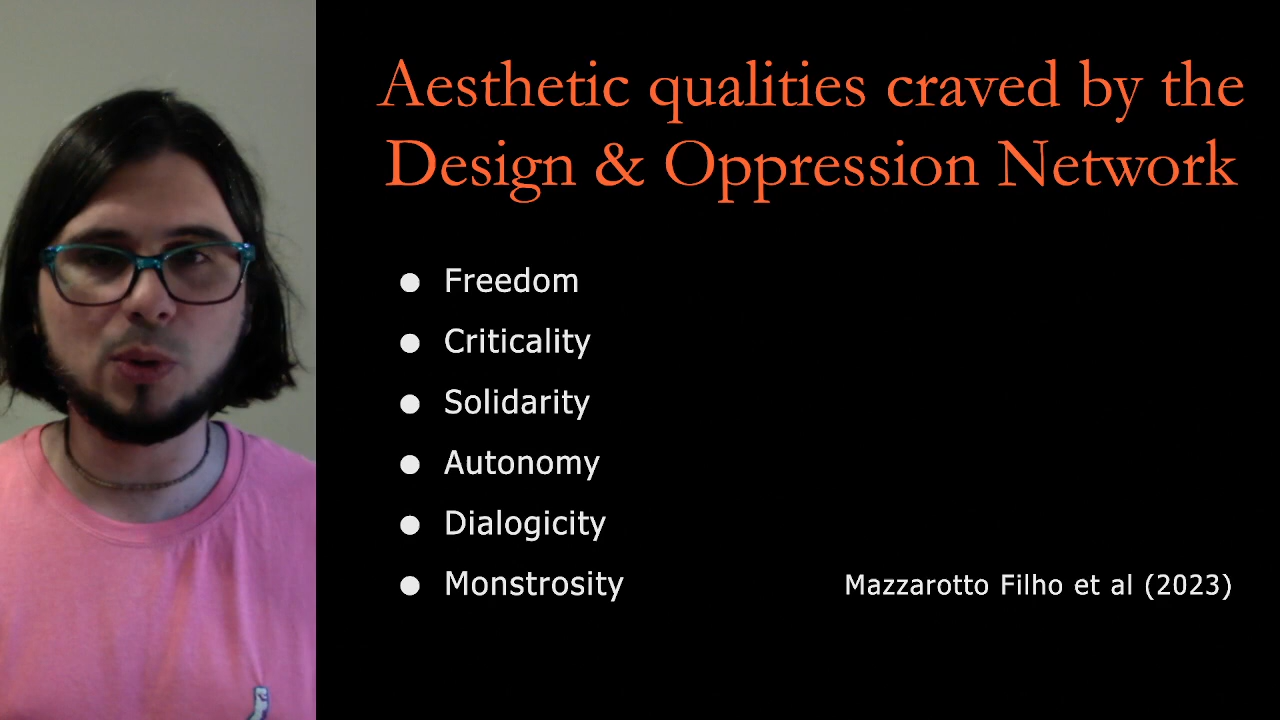 Aesthetic qualities craved by the
Design & Oppression Network
● Freedom
● Criticality
● Solidarity
● Autonomy
● Dialogicity
● Monstrosity
Mazzarotto Filho et al (2023)